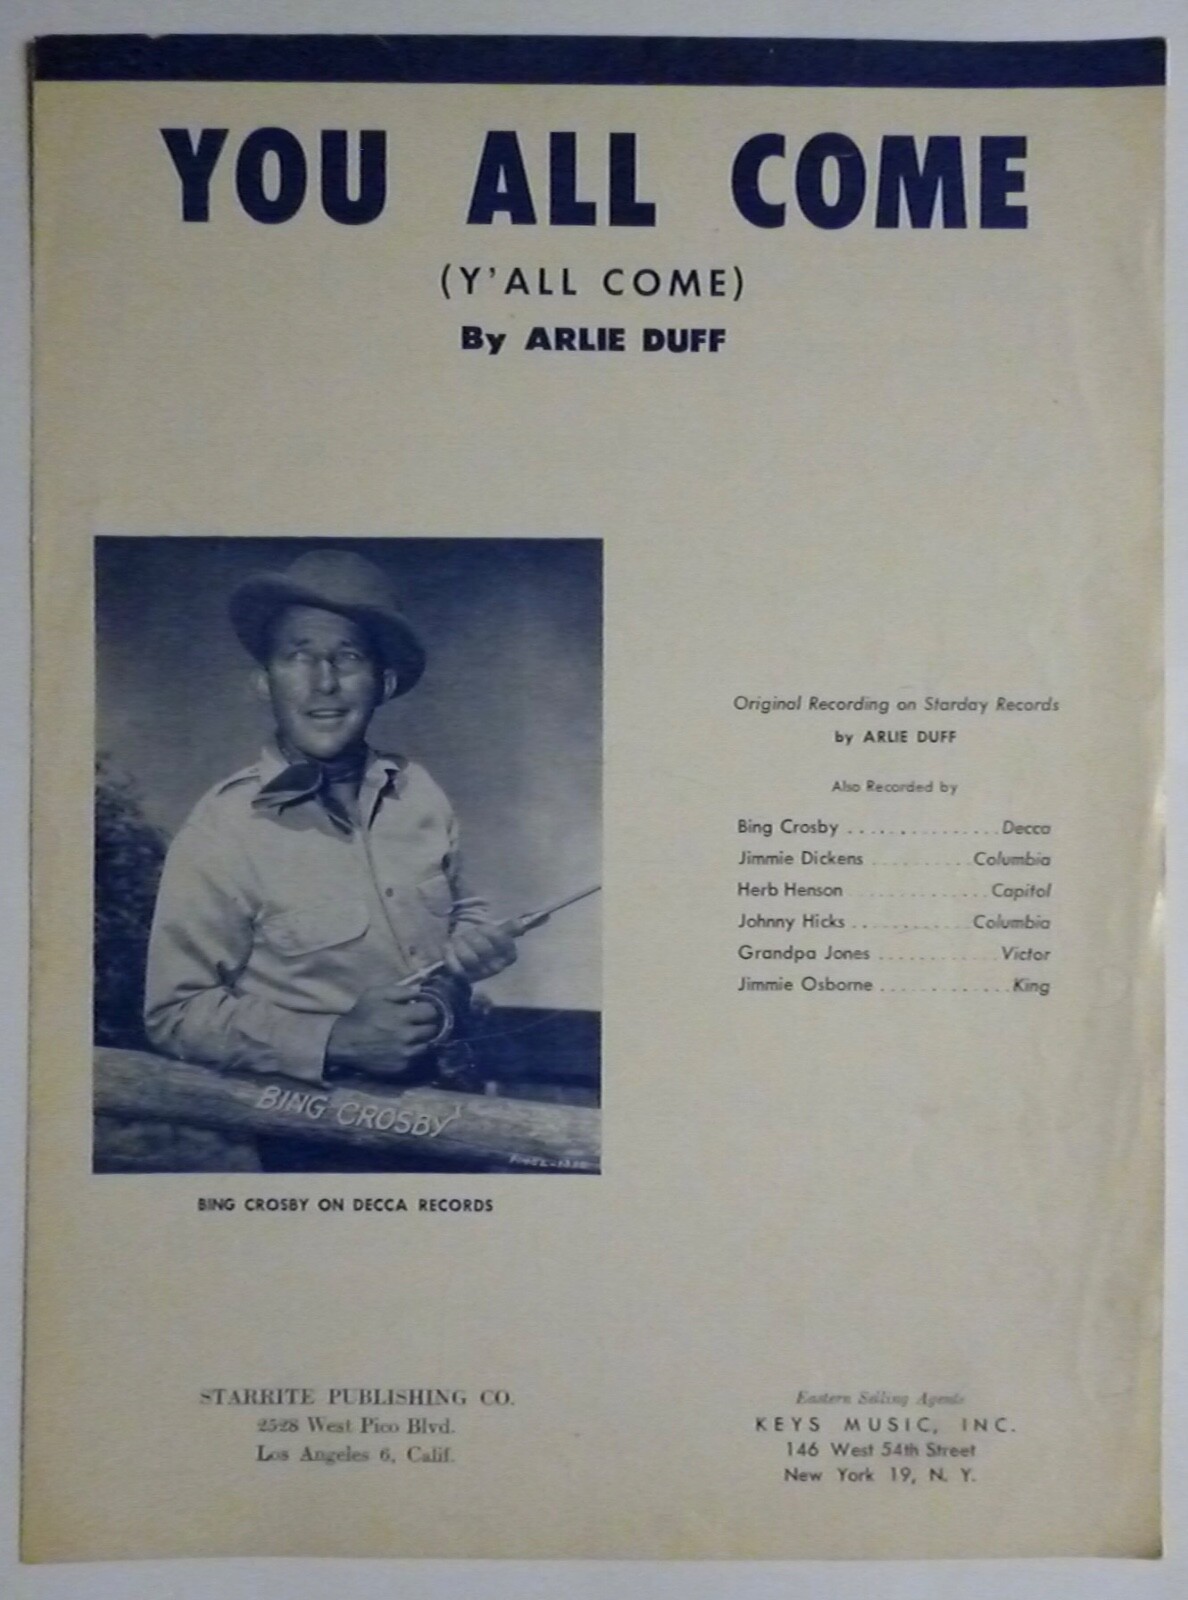 YOU ALL COME
(Y'ALL COME)
By ARLIE DUFF
Original Recording on Starday Records
by ARLIE DUFF
Also Recorded by
Bing Crosby ............... Decca
Jimmie Dickens .......... Columbia
Herb Henson .............. Capitol
Johnny Hicks ............ Columbia
Grandpa Jones ............ Victor
Jimmie Osborne ............. King
BING CROSBY
BING CROSBY ON DECCA RECORDS
STARRITE PUBLISHING CO.
2528 West Pico Blvd.
Los Angeles 6, Calif.
Eastern Selling Agents
KEYS MUSIC, INC.
146 West 54th Street
New York 19, N. Y.